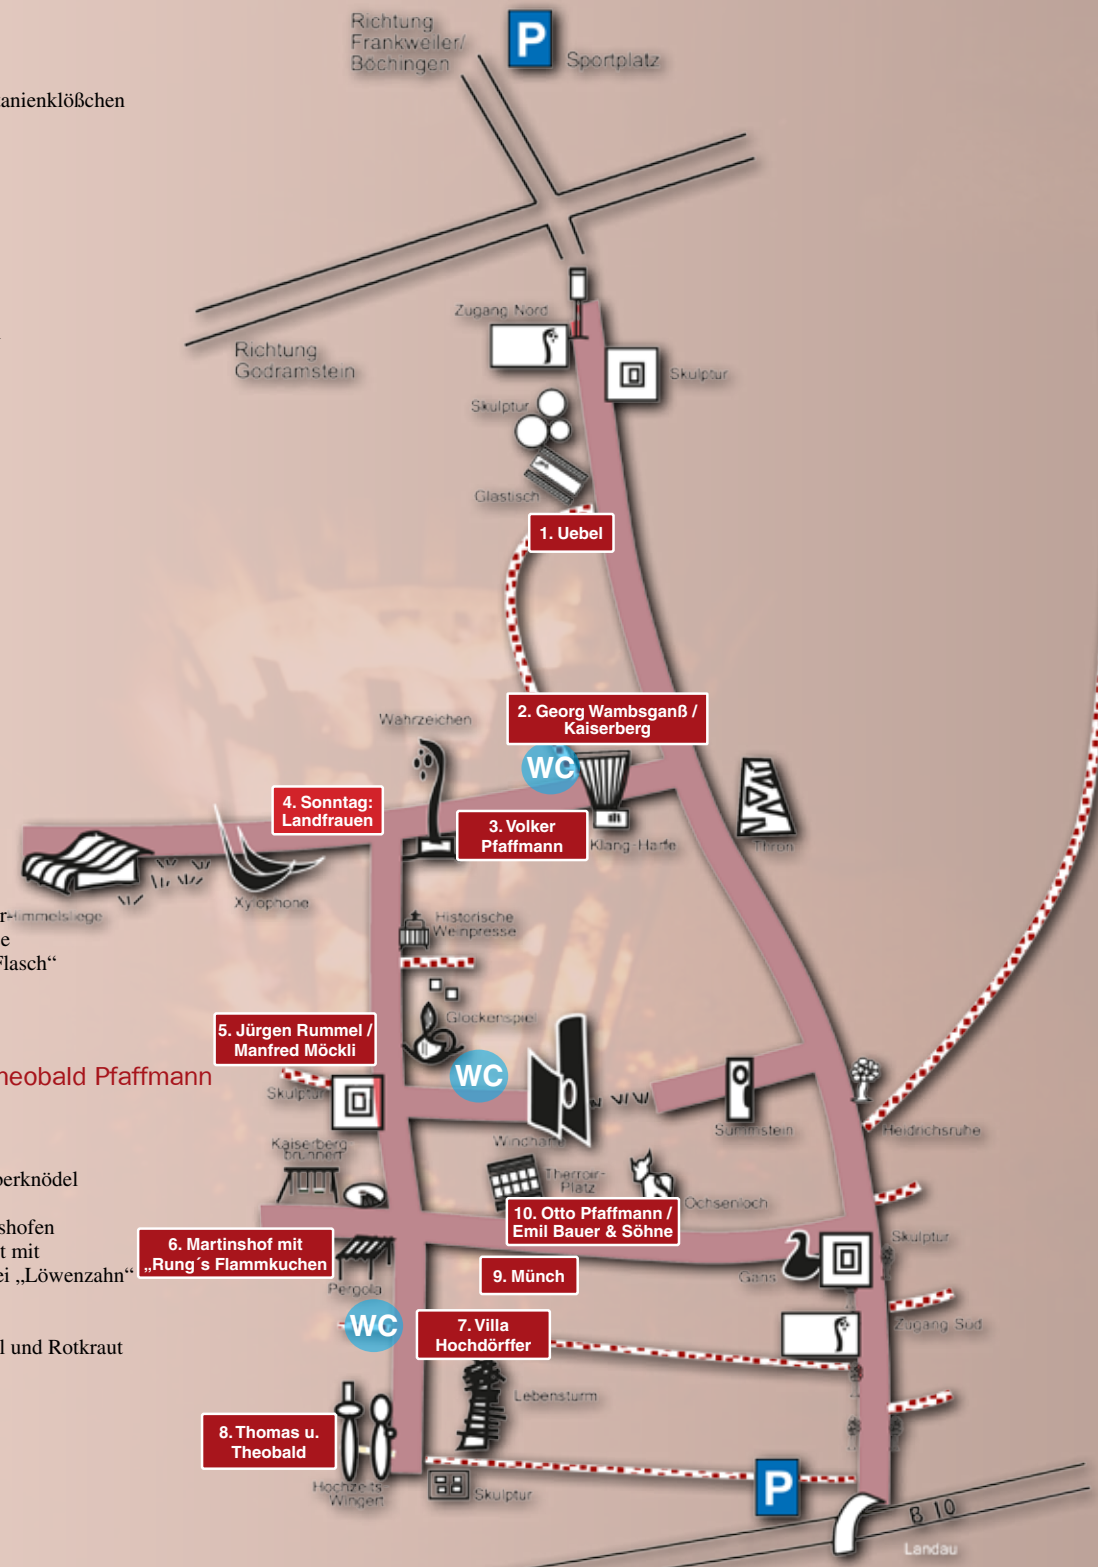 Richtung
Frankweiler/
Böchingen
P
Sportplatz
anienklößchen
Zugang Nord
Richtung
Godramstein
Skulptur
Skulptur
Glastisch
1. Uebel
2. Georg Wambsganß /
Kaiserberg
Wahrzeichen
WC
4. Sonntag:
Landfrauen
3. Volker
Pfaffmann
Klang-Harfe
Thron
Himmelsliege
Xylophone
r-
e
Flasch“
Historische
Weinpresse
Glockenspiel
5. Jürgen Rummel /
Manfred Möckli
WC
heobald Pfaffmann
Skulptur
Windharfe
Summstein
Heidrichsruhe
Kaiserberg
brunnen
Therroir-
Platz
Ochsenloch
berknödel
shofen
t mit
ei „Löwenzahn“
10. Otto Pfaffmann /
Emil Bauer & Söhne
6. Martinshof mit
„Rung´s Flammkuchen
Pergola
9. Münch
Gans
Skulptur
Zugang Süd
WC
7. Villa
Hochdörffer
l und Rotkraut
Lebensturm
8. Thomas u.
Theobald
Hochzeits
Wingert
Skulptur
P
B 10
Landau